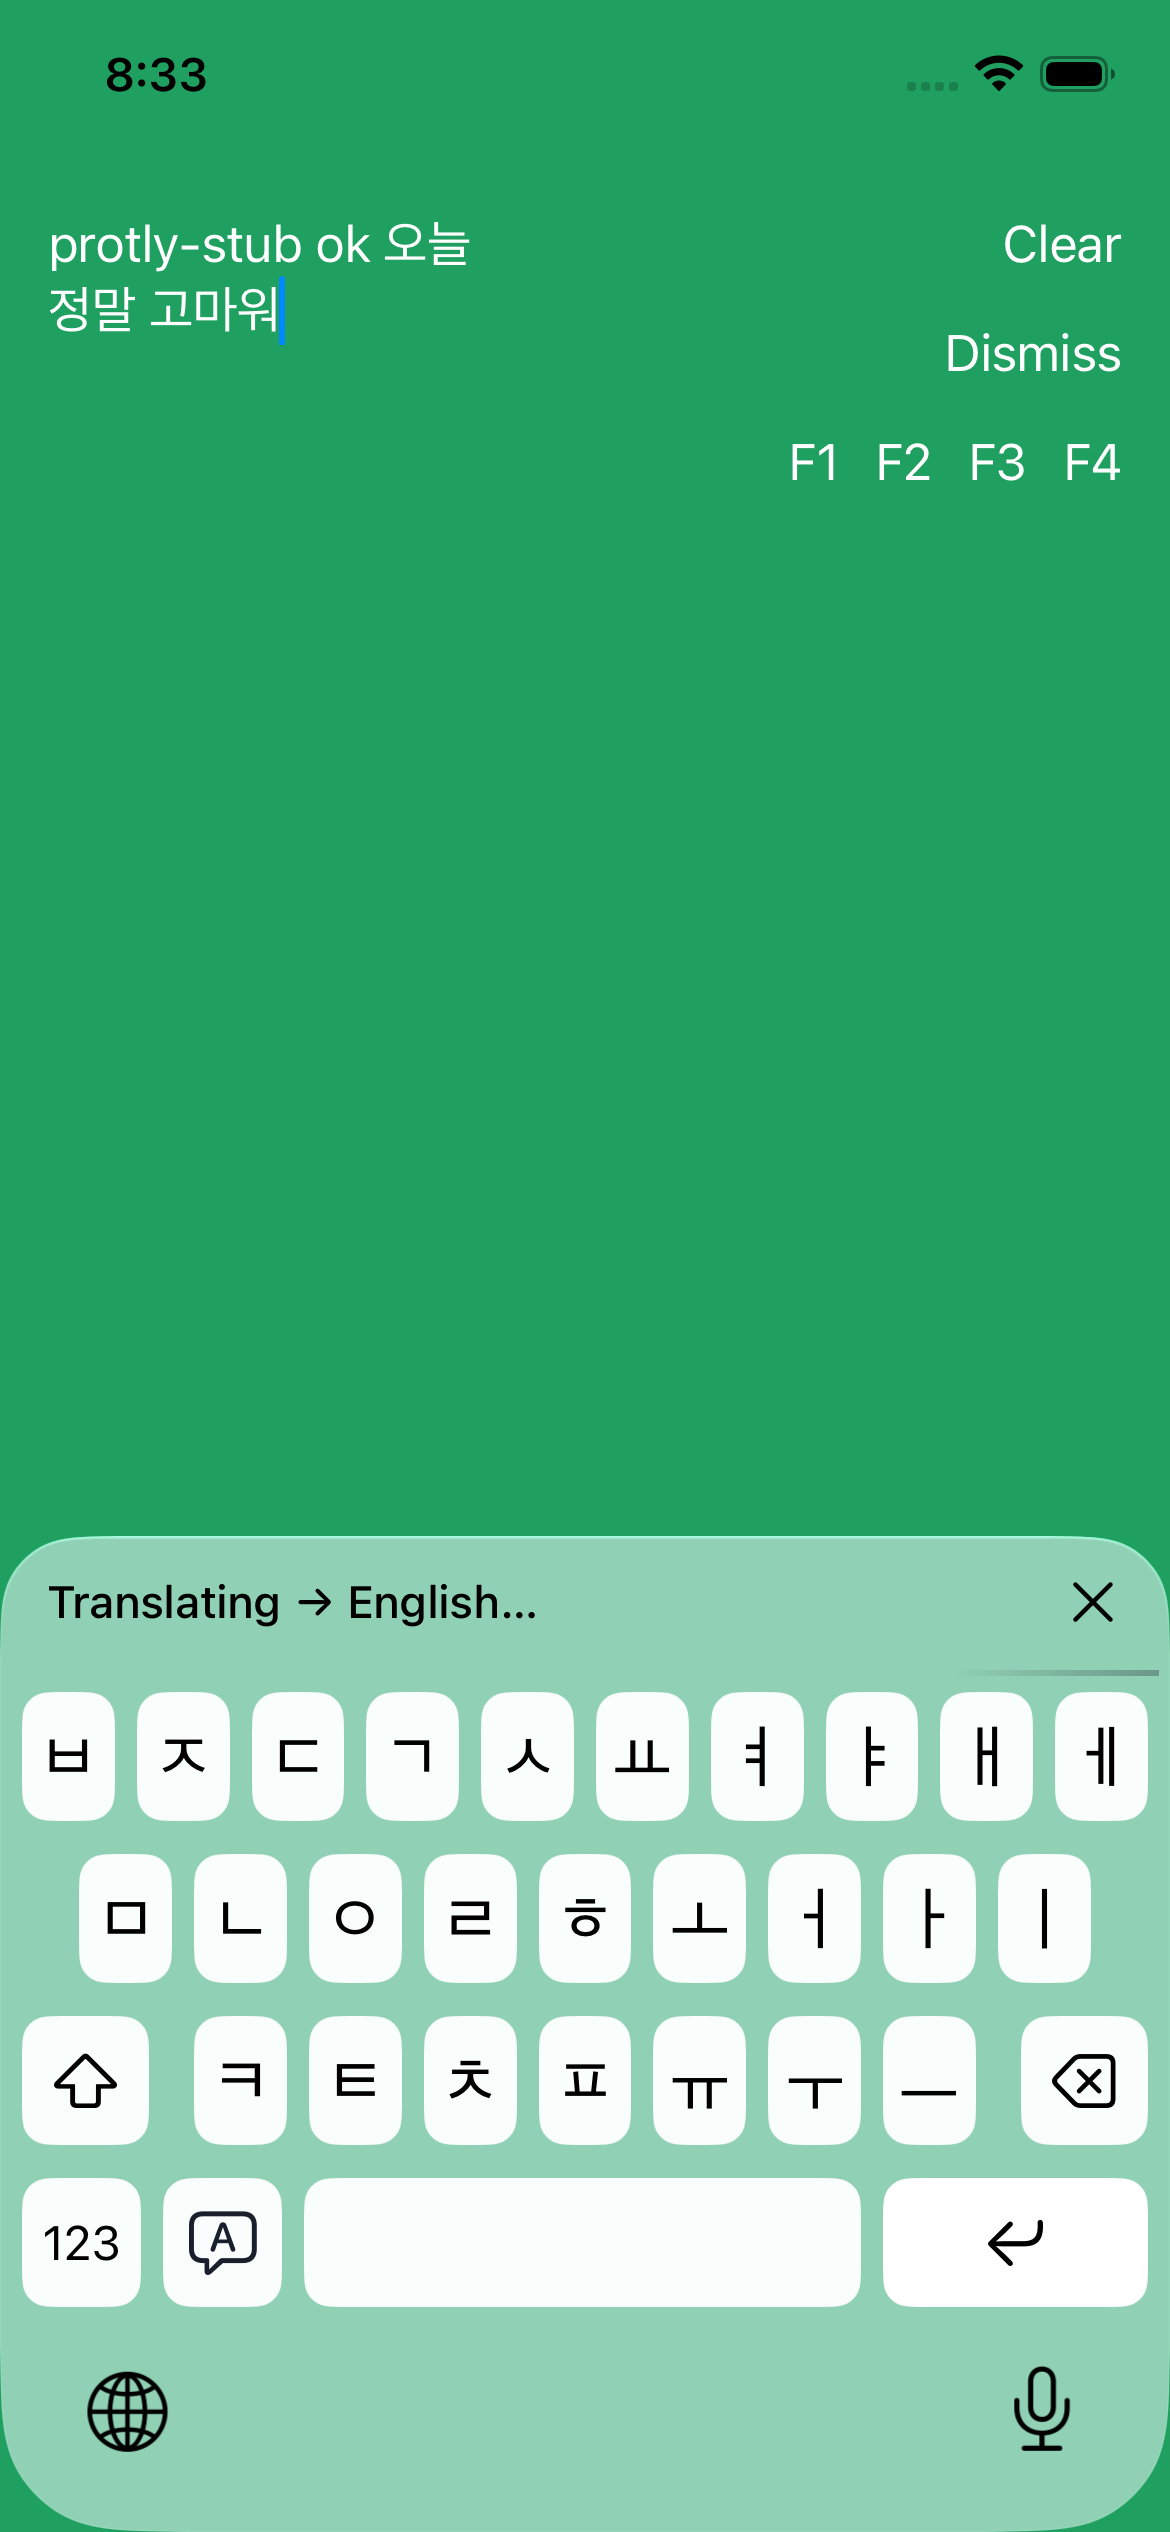 8:33
protly-stub ok 오늘
정말 고마워
Clear
Dismiss
F1 F2 F3 F4
Translating → English...
ㅂ ㅈ ㄷ ㄱ ㅅ ㅛ ㅕ ㅑ ㅐ ㅔ
ㅁ ㄴ ㅇ ㄹ ㅎ ㅗ ㅓ ㅏ ㅣ
ㅋ ㅌ ㅊ ㅍ ㅠ ㅜ ㅡ
123 A